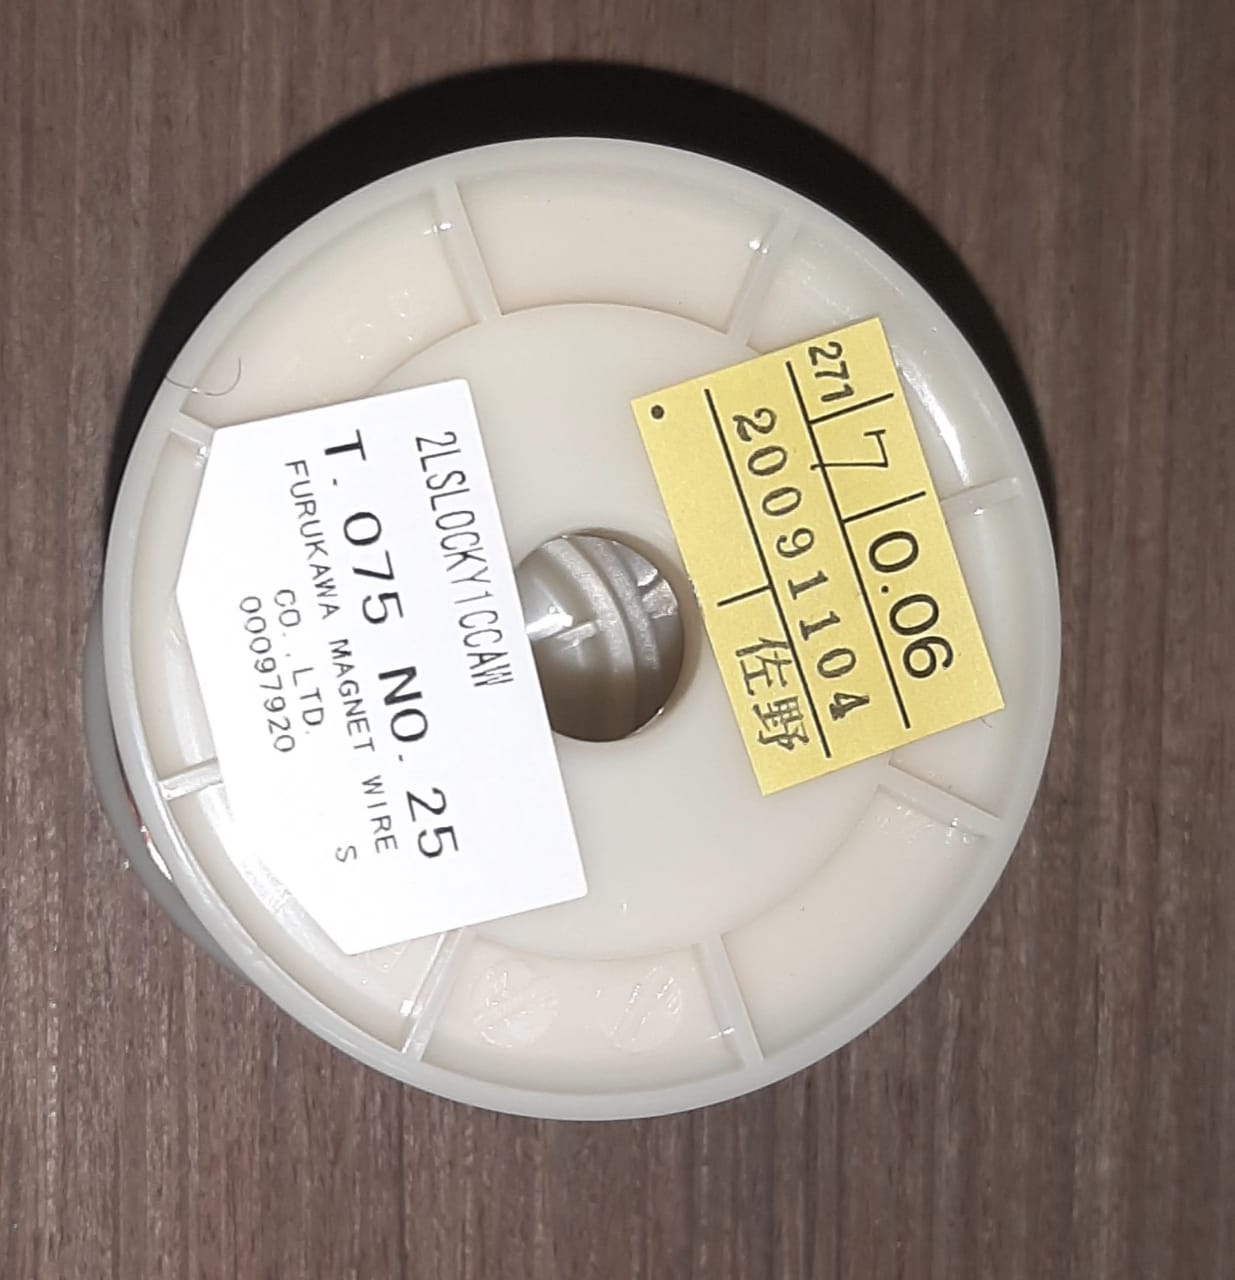 2LSLOCKY1CCAW
T. 075 NO. 25
FURUKAWA MAGNET WIRE
CO., LTD. S
00097920
271 7 0.06
20091104
佐野